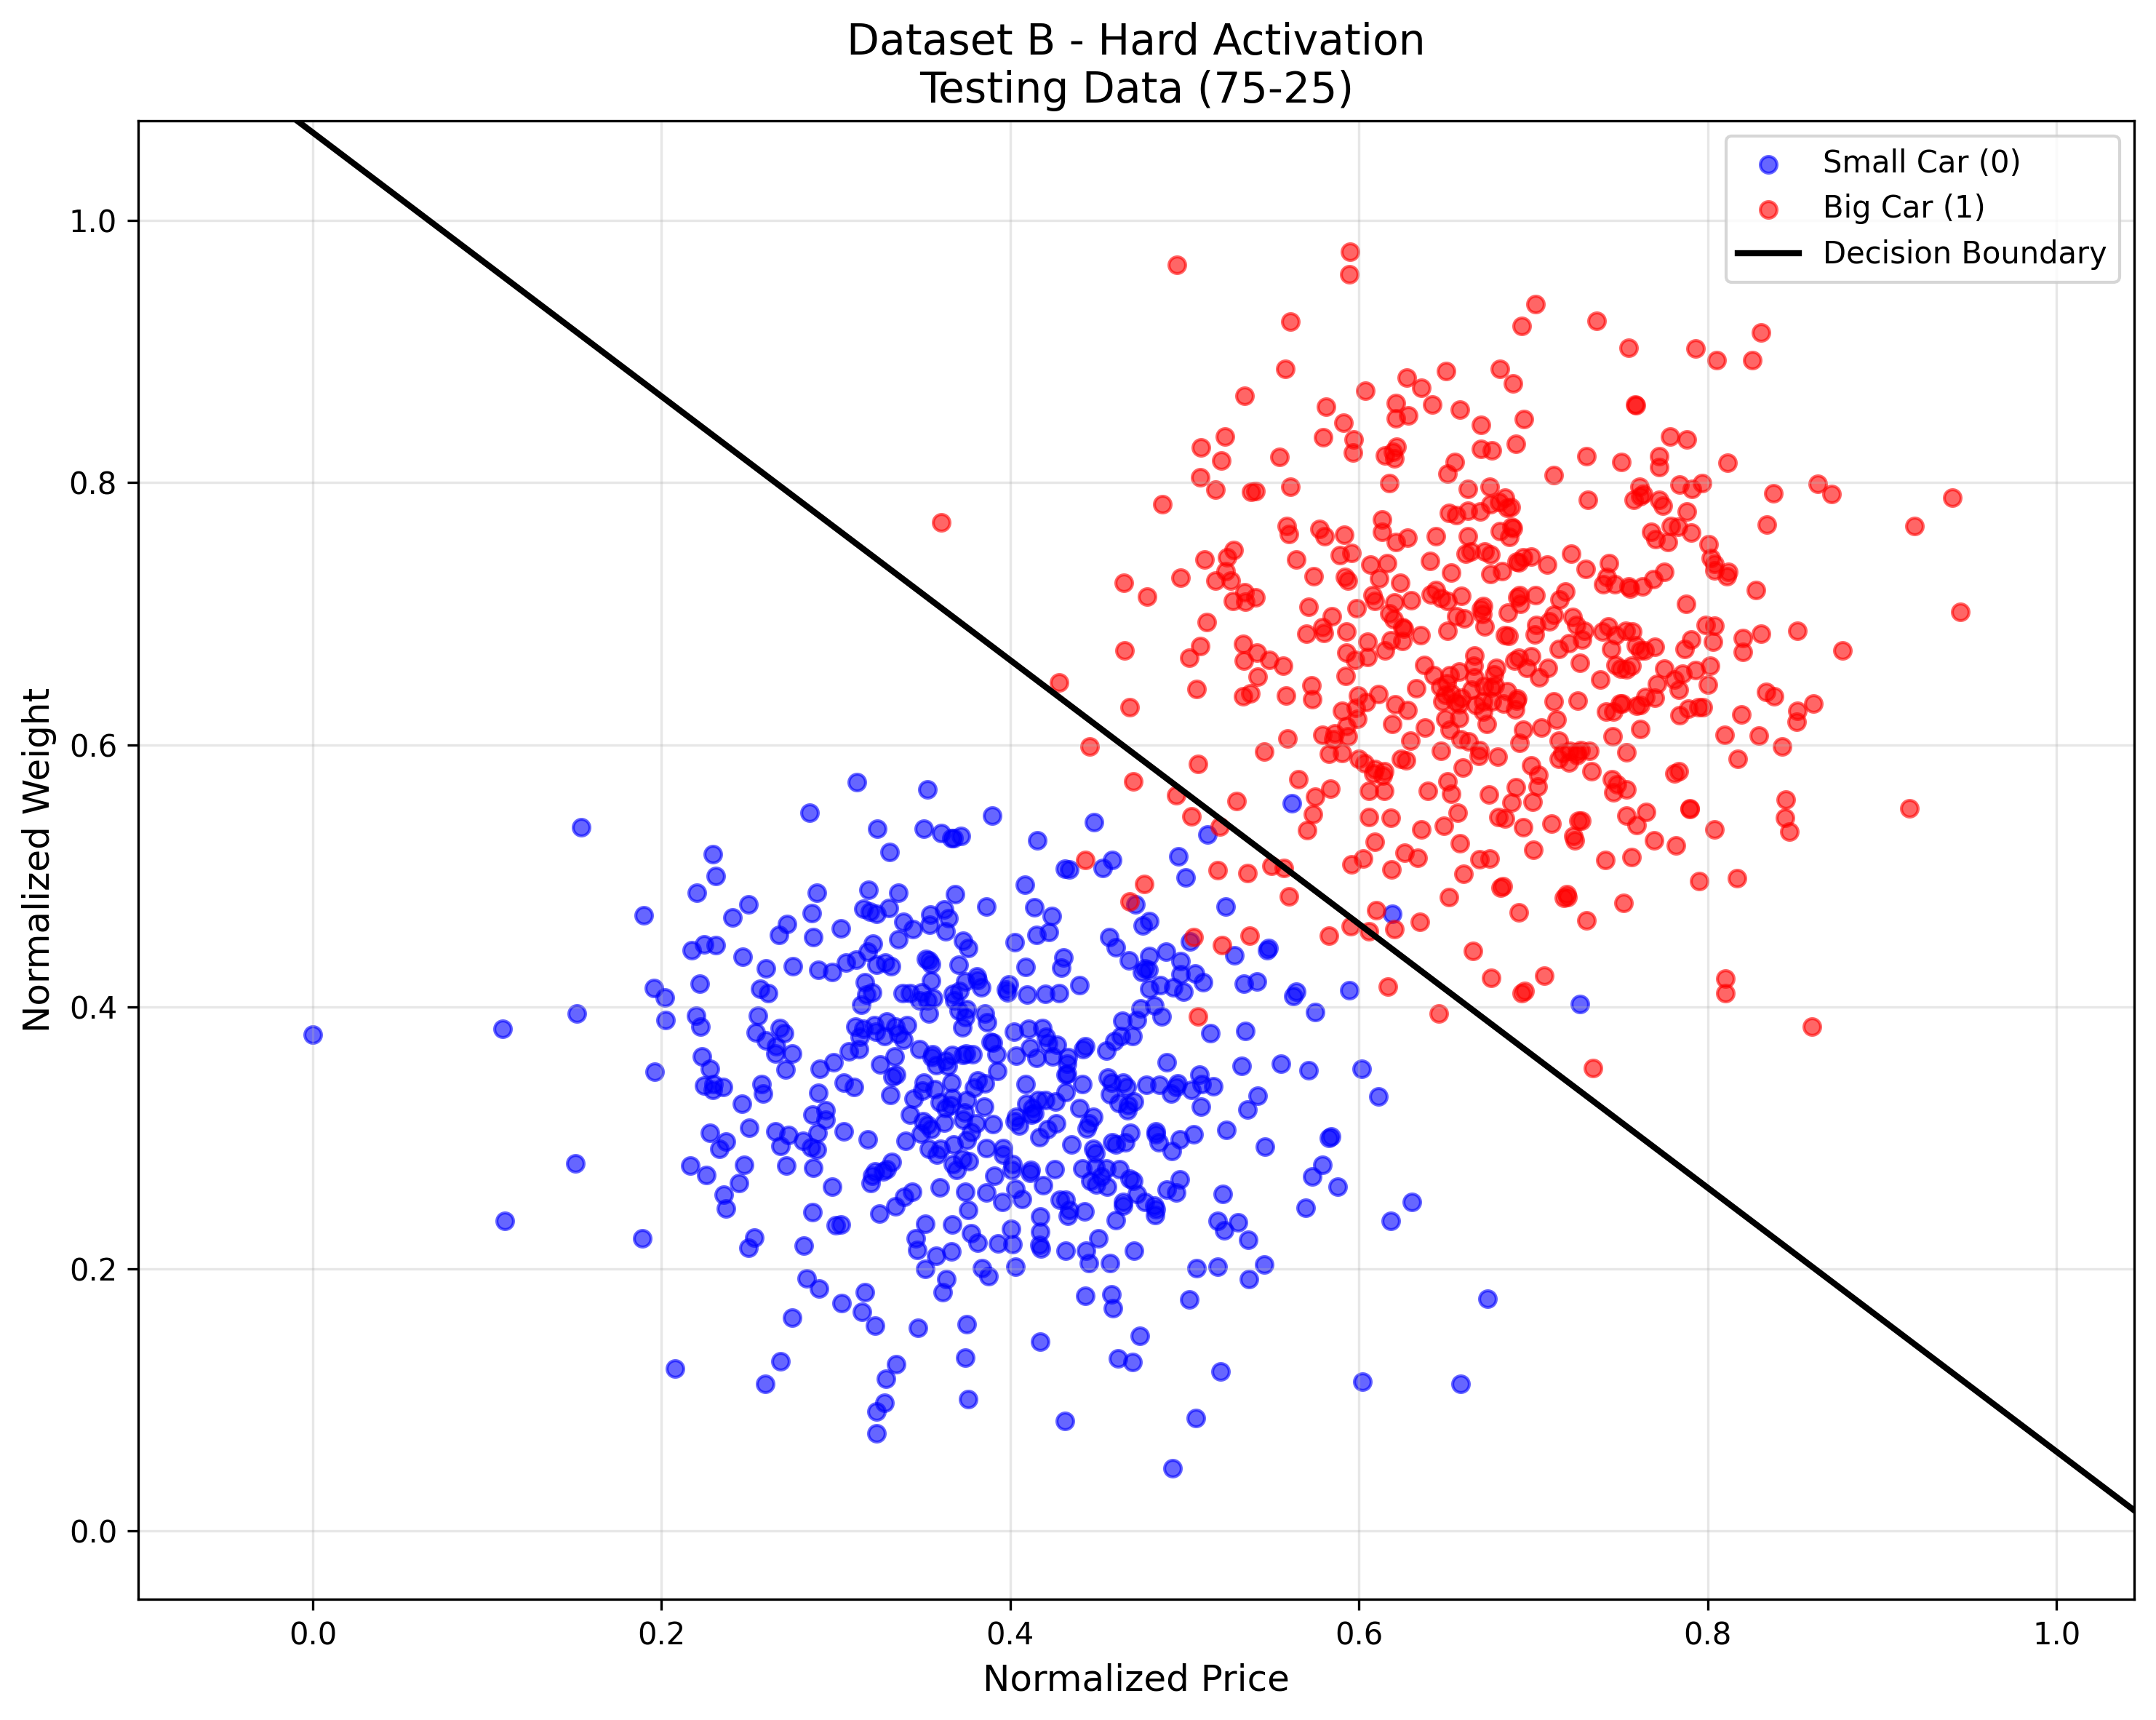 Dataset B - Hard Activation
Testing Data (75-25)
Small Car (0)
Big Car (1)
Decision Boundary
1.0
0.8
0.6
0.4
0.2
0.0
Normalized Weight
0.0
0.2
0.4
0.6
0.8
1.0
Normalized Price